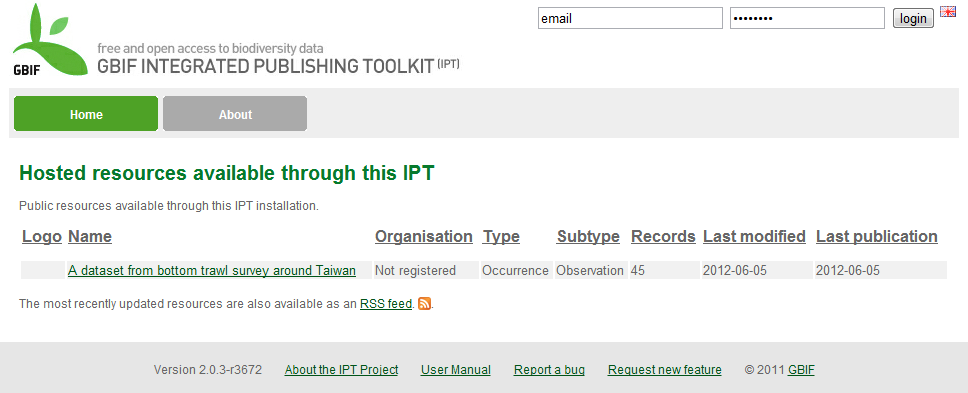 email •••••••• login
free and open access to biodiversity data
GBIF GBIF INTEGRATED PUBLISHING TOOLKIT (IPT)
Home About
Hosted resources available through this IPT
Public resources available through this IPT installation.
Logo Name Organisation Type Subtype Records Last modified Last publication
A dataset from bottom trawl survey around Taiwan Not registered Occurrence Observation 45 2012-06-05 2012-06-05
The most recently updated resources are also available as an RSS feed. .
Version 2.0.3-r3672 About the IPT Project User Manual Report a bug Request new feature © 2011 GBIF